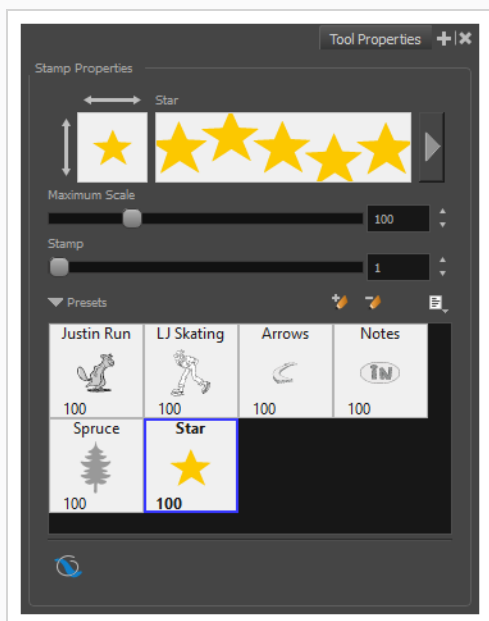 Tool Properties
Stamp Properties
Star
Maximum Scale
100
Stamp
1
Presets
Justin Run LJ Skating Arrows Notes
IN
100 100 100 100
Spruce Star
100 100